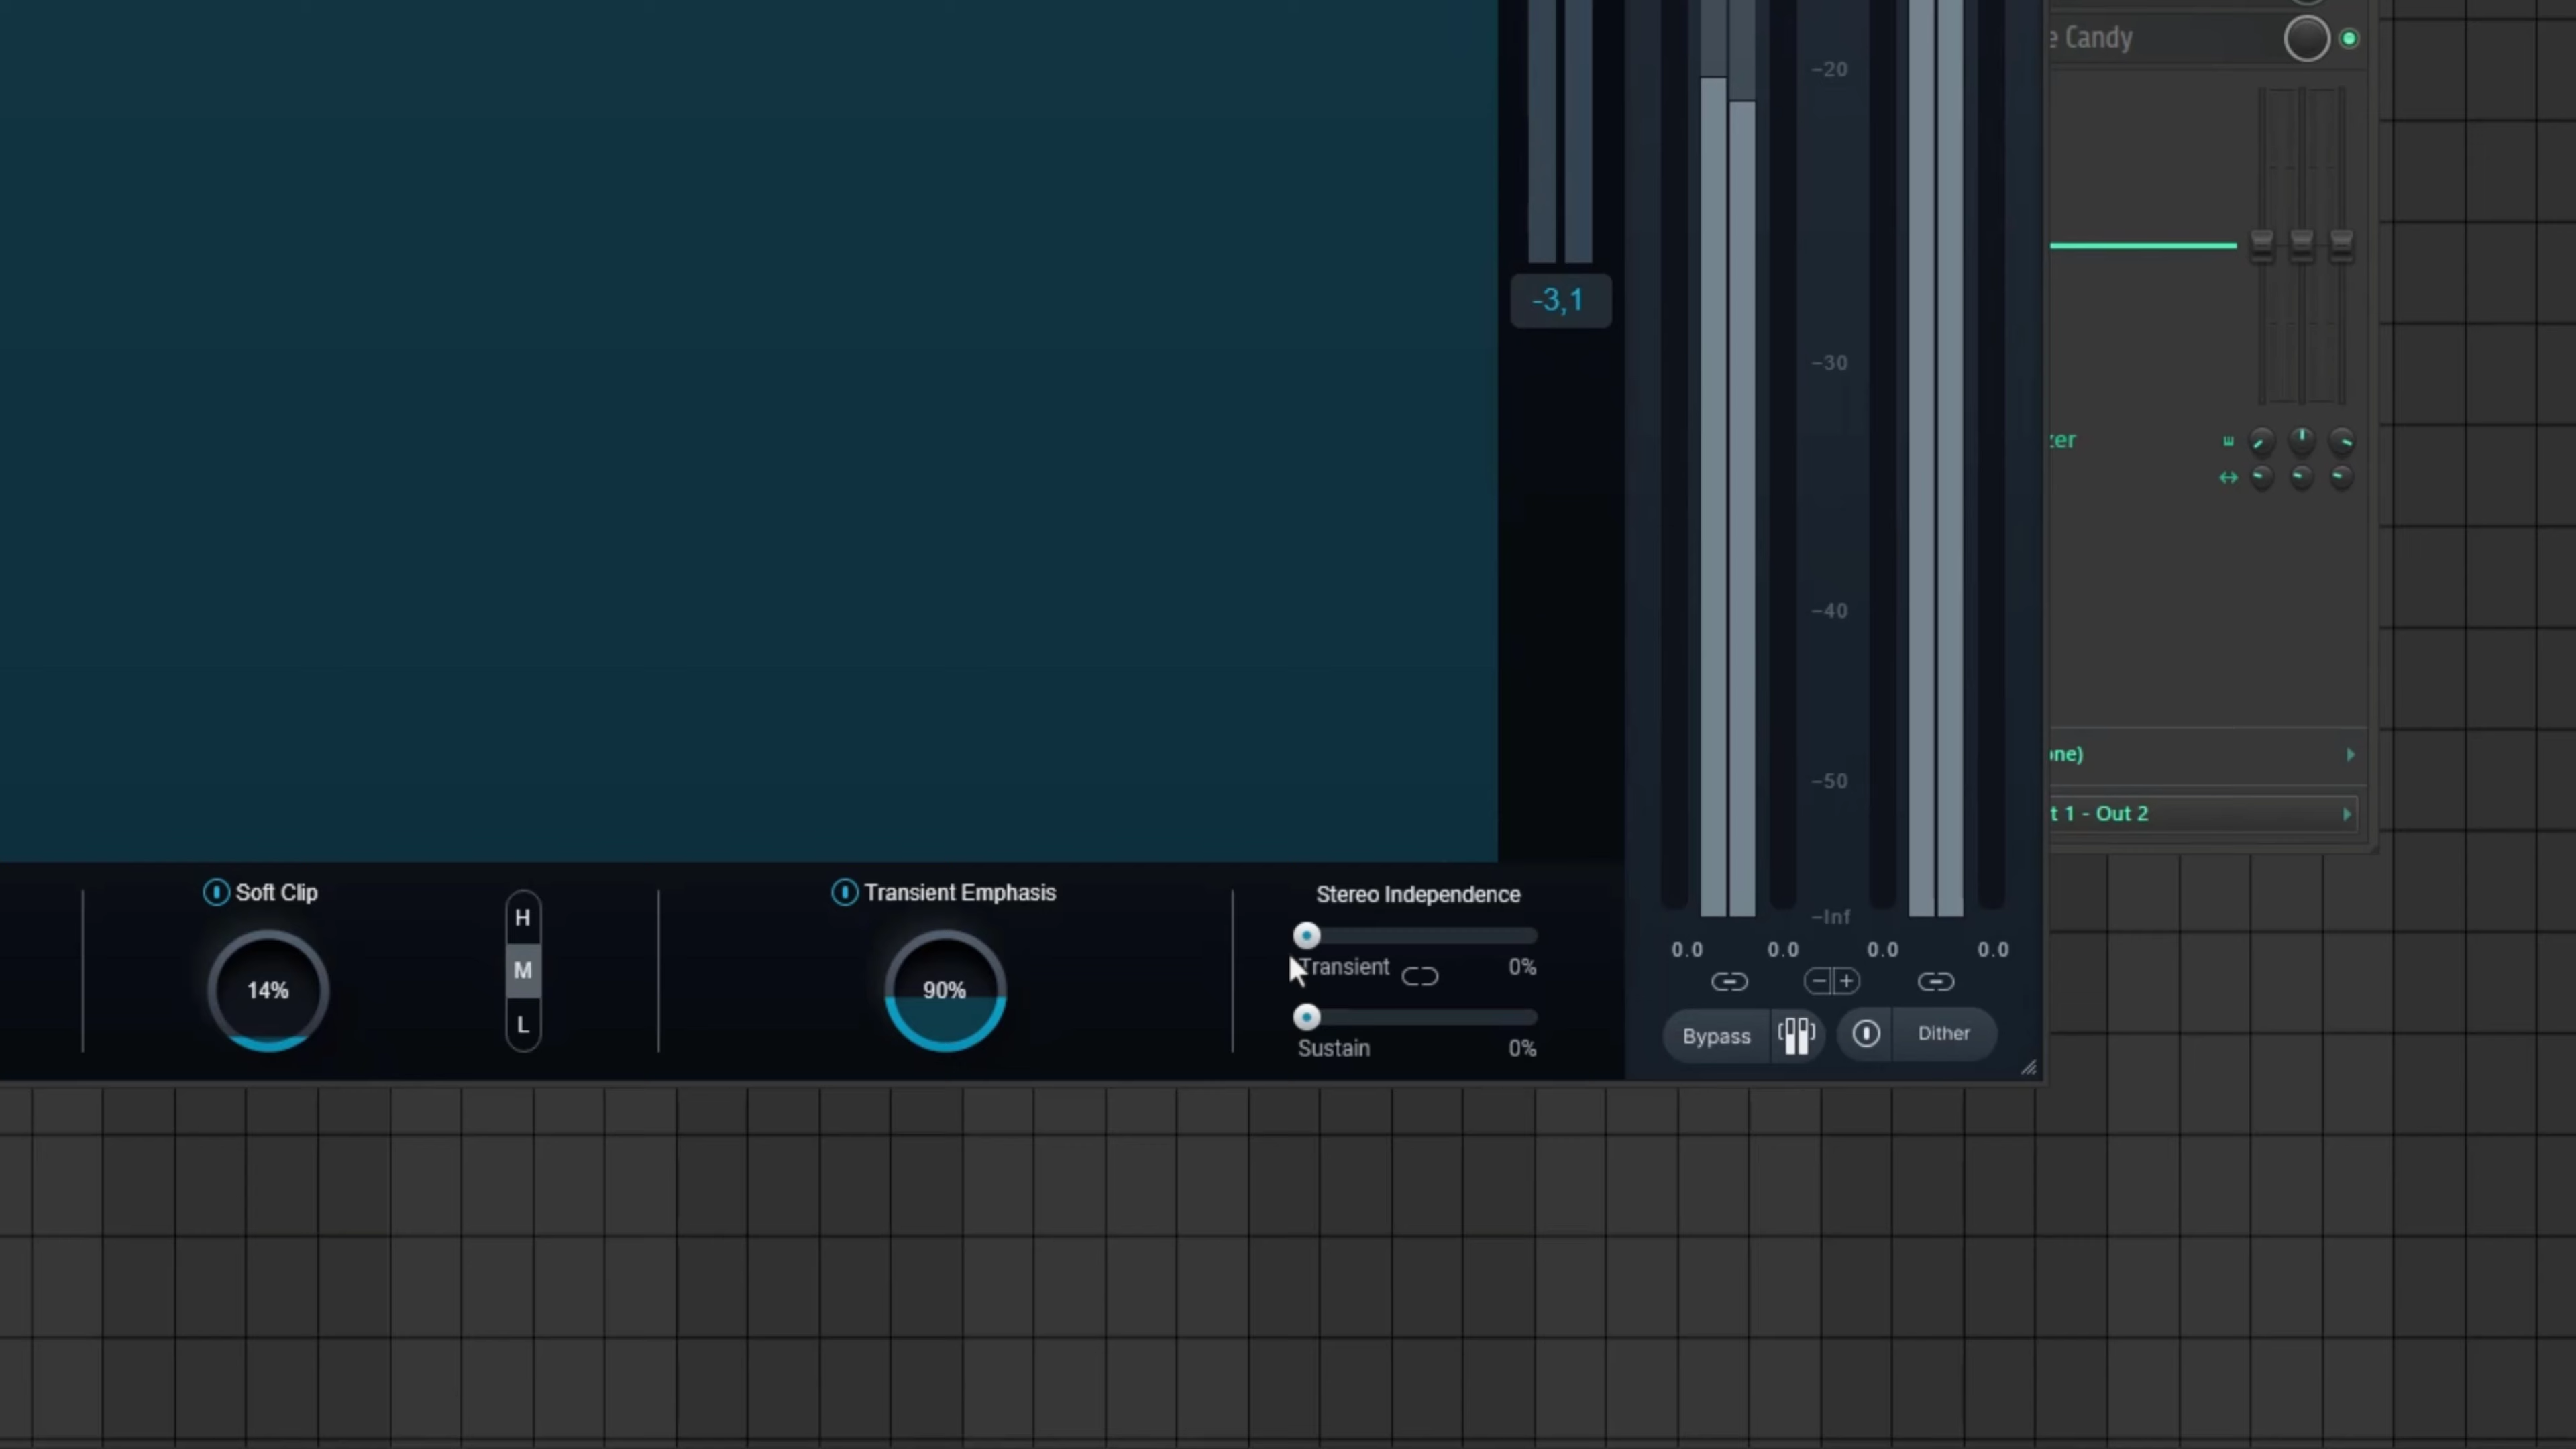 e Candy
-20
-3,1
-30
zer
-40
one)
-50
t 1 - Out 2
Soft Clip
H
Transient Emphasis
Stereo Independence
-Inf
0.0 0.0 0.0 0.0
14%
M
90%
Transient 0%
L
Sustain 0%
Bypass
Dither